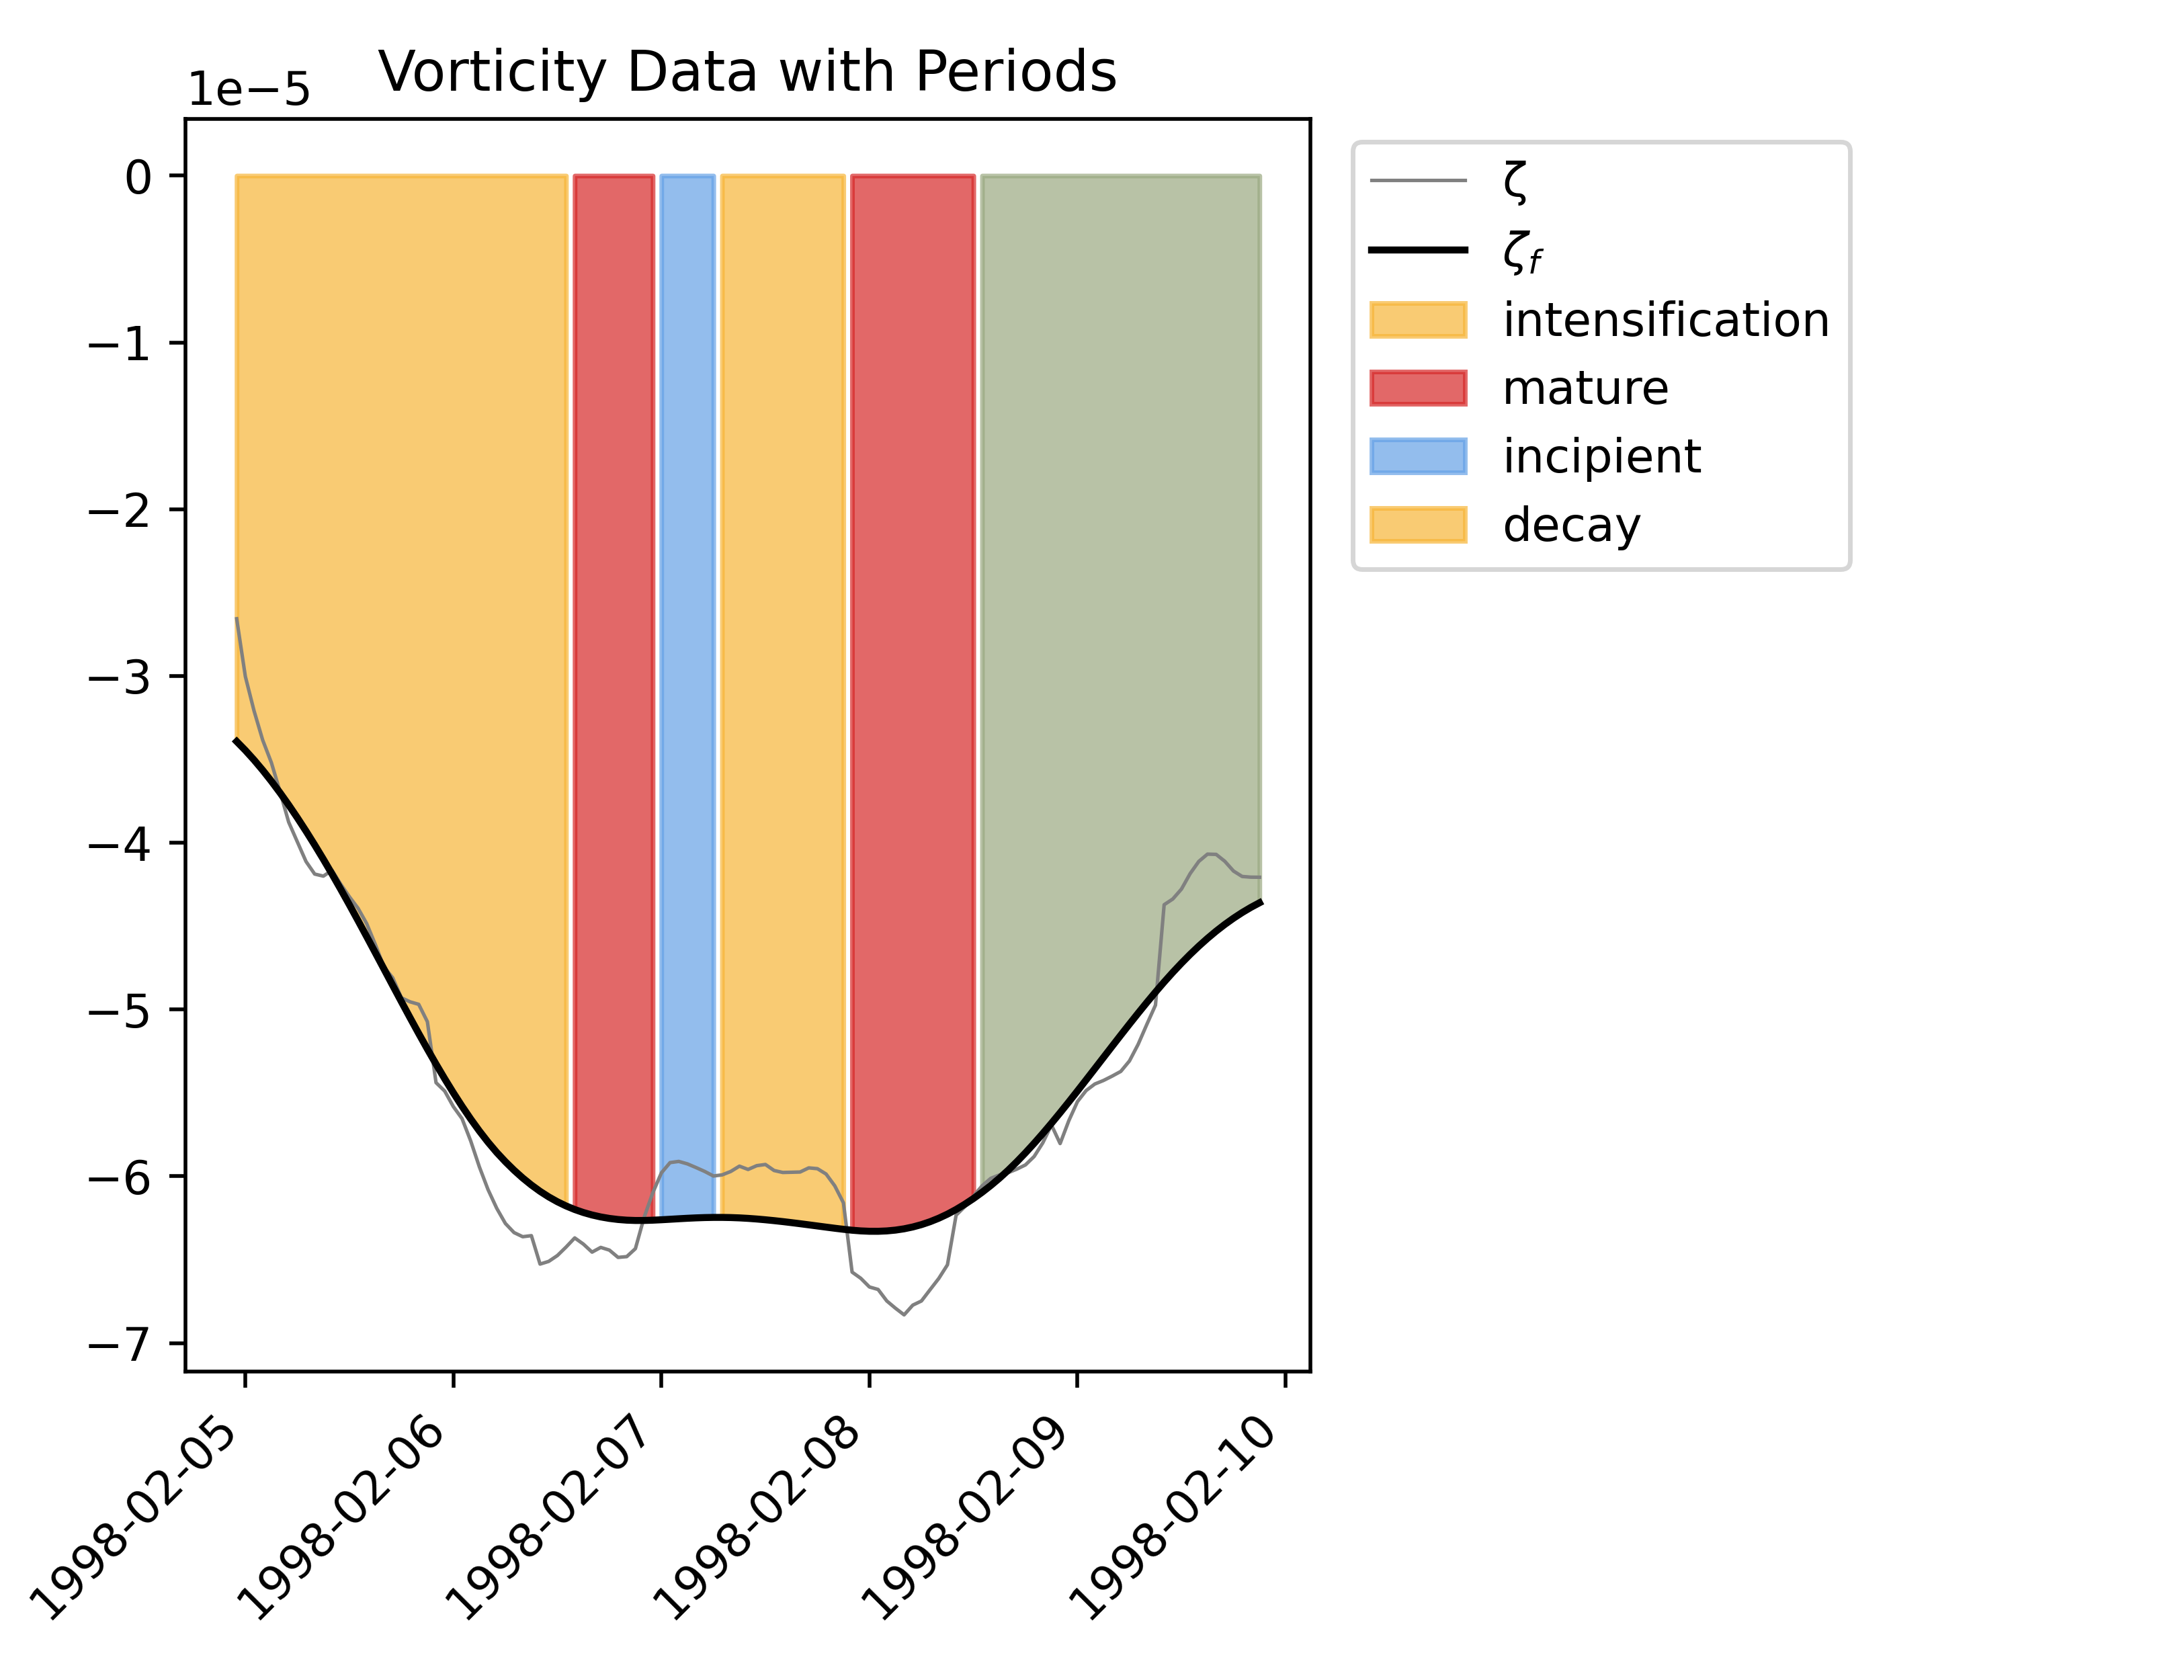 Vorticity Data with Periods
1e−5
0
−1
−2
−3
−4
−5
−6
−7
1998-02-05
1998-02-06
1998-02-07
1998-02-08
1998-02-09
1998-02-10
ζ
ζf
intensification
mature
incipient
decay